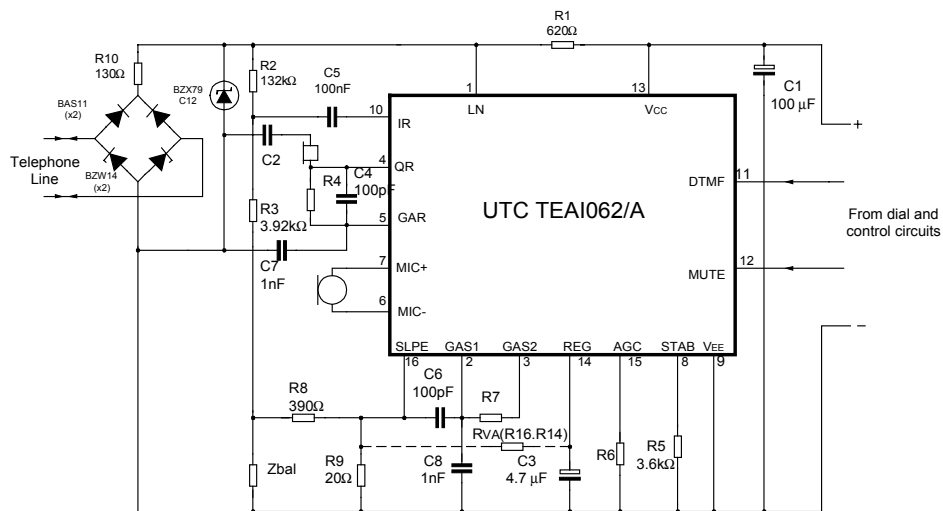 R1
620Ω
R10
130Ω
R2
132kΩ
C5
100nF
BZX79
C12
BAS11
(x2)
1
LN
13
Vcc
C1
100 μF
10
IR
+
Telephone
Line
C2
4
QR
BZW14
(x2)
R4
C4
100pF
DTMF
11
R3
3.92kΩ
5
GAR
UTC TEAI062/A
From dial and
control circuits
C7
1nF
7
MIC+
12
MUTE
6
MIC-
−
SLPE
GAS1
GAS2
REG
AGC
STAB
VEE
16
2
3
14
15
8
9
C6
100pF
R8
390Ω
R7
RVA(R16.R14)
Zbal
R9
20Ω
C8
1nF
C3
4.7 μF
R6
R5
3.6kΩ